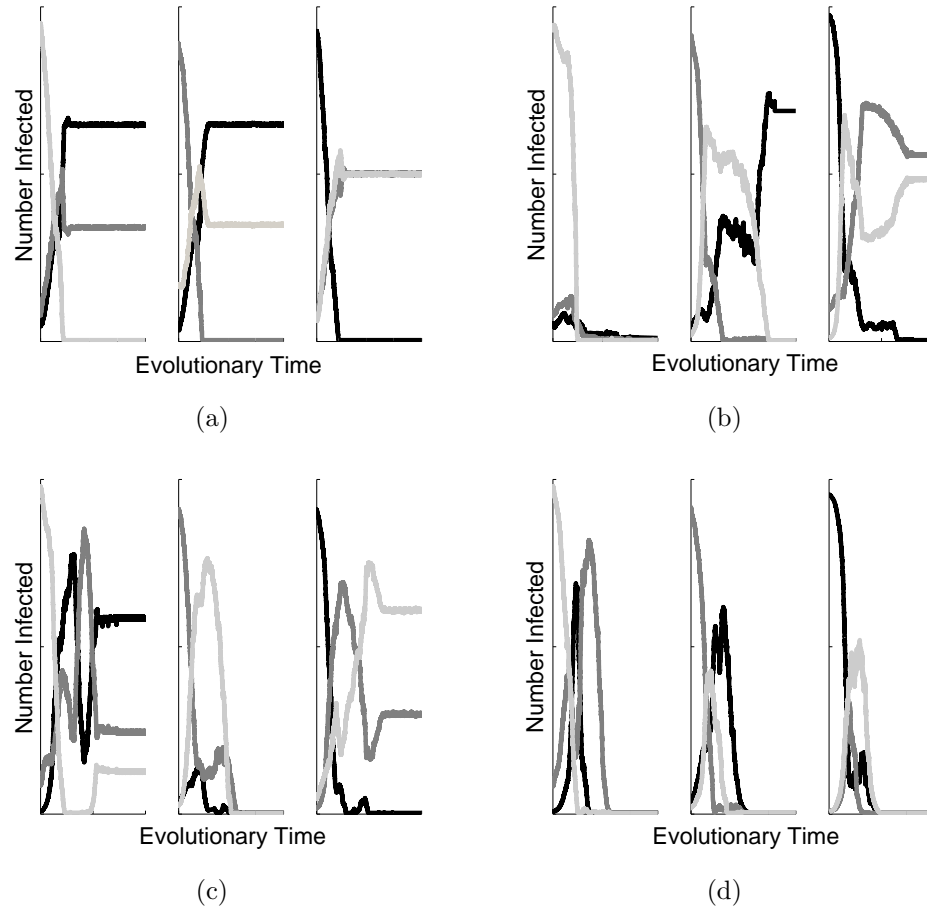 Number Infected
Evolutionary Time
(a)
Number Infected
Evolutionary Time
(b)
Number Infected
Evolutionary Time
(c)
Number Infected
Evolutionary Time
(d)